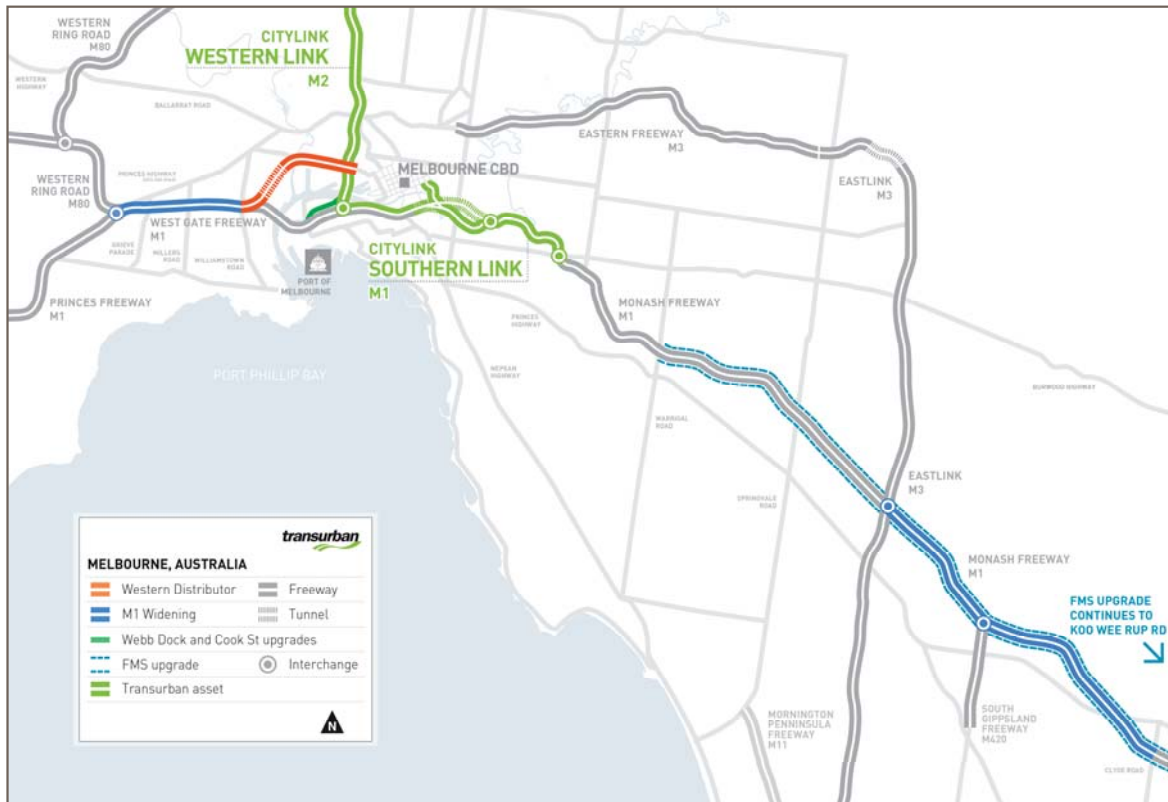 WESTERN
RING ROAD
M80
CITYLINK
WESTERN LINK
M2
WESTERN
HIGHWAY
BALLARAT ROAD
EASTERN FREEWAY
M3
MELBOURNE CBD
PRINCES HIGHWAY
WESTERN
RING ROAD
M80
EASTLINK
M3
WEST GATE FREEWAY
M1
GRIEVE
PARADE
MILLERS
ROAD
WILLIAMSTOWN
ROAD
PORT OF
MELBOURNE
CITYLINK
SOUTHERN LINK
M1
PRINCES FREEWAY
M1
MONASH FREEWAY
M1
PRINCES
HIGHWAY
PORT PHILLIP BAY
NEPEAN
HIGHWAY
BURWOOD HIGHWAY
WARRIGAL
ROAD
EASTLINK
M3
SPRINGVALE
ROAD
MONASH FREEWAY
M1
FMS UPGRADE
CONTINUES TO
KOO WEE RUP RD
transurban
MELBOURNE, AUSTRALIA
Western Distributor
Freeway
M1 Widening
Tunnel
Webb Dock and Cook St upgrades
FMS upgrade
Interchange
Transurban asset
N
MORNINGTON
PENNINSULA
FREEWAY
M11
SOUTH
GIPPSLAND
FREEWAY
M420
CLYDE ROAD